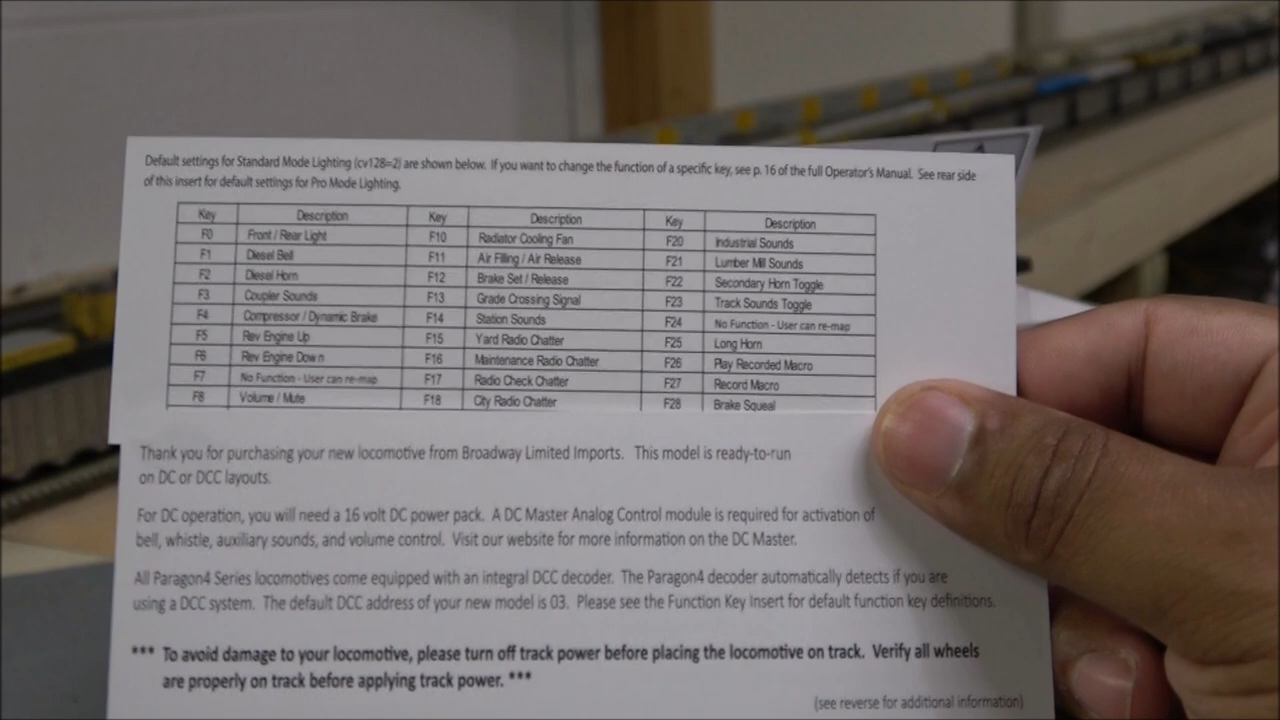 Default settings for Standard Mode Lighting (cv128=2) are shown below. If you want to change the function of a specific key, see p. 16 of the full Operator's Manual. See rear side
of this insert for default settings for Pro Mode Lighting.
Key Description Key Description Key Description
F0 Front / Rear Light F10 Radiator Cooling Fan F20 Industrial Sounds
F1 Diesel Bell F11 Air Filling / Air Release F21 Lumber Mill Sounds
F2 Diesel Horn F12 Brake Set / Release F22 Secondary Horn Toggle
F3 Coupler Sounds F13 Grade Crossing Signal F23 Track Sounds Toggle
F4 Compressor / Dynamic Brake F14 Station Sounds F24 No Function - User can re-map
F5 Rev Engine Up F15 Yard Radio Chatter F25 Long Horn
F6 Rev Engine Down F16 Maintenance Radio Chatter F26 Play Recorded Macro
F7 No Function - User can re-map F17 Radio Check Chatter F27 Record Macro
F8 Volume / Mute F18 City Radio Chatter F28 Brake Squeal
Thank you for purchasing your new locomotive from Broadway Limited Imports. This model is ready-to-run
on DC or DCC layouts.
For DC operation, you will need a 16 volt DC power pack. A DC Master Analog Control module is required for activation of
bell, whistle, auxiliary sounds, and volume control. Visit our website for more information on the DC Master.
All Paragon4 Series locomotives come equipped with an integral DCC decoder. The Paragon4 decoder automatically detects if you are
using a DCC system. The default DCC address of your new model is 03. Please see the Function Key Insert for default function key definitions.
*** To avoid damage to your locomotive, please turn off track power before placing the locomotive on track. Verify all wheels
are properly on track before applying track power. ***
(see reverse for additional information)